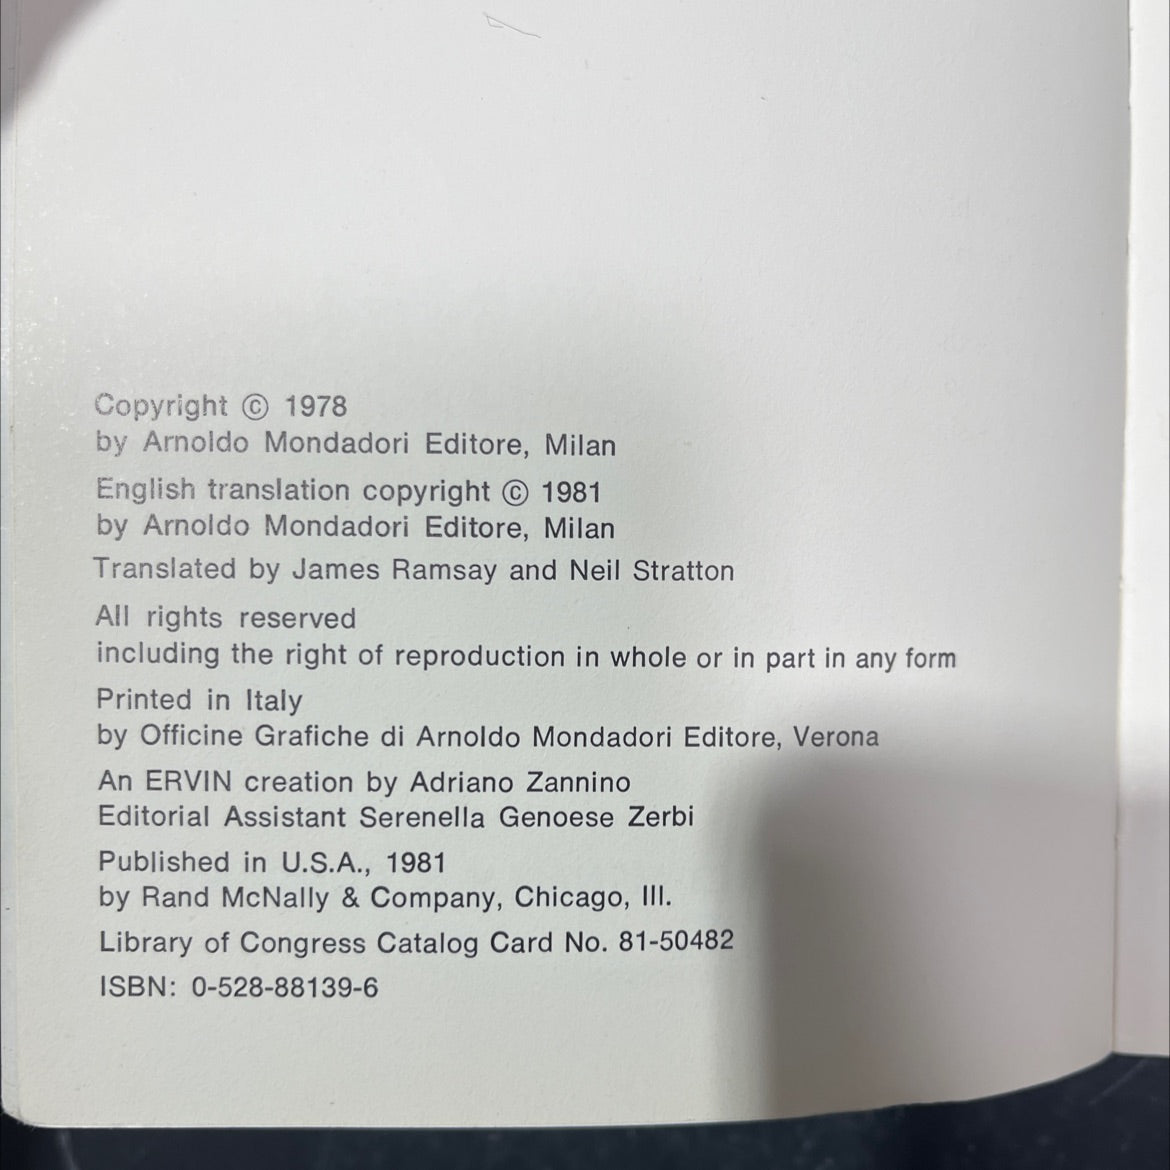 Copyright © 1978
by Arnoldo Mondadori Editore, Milan
English translation copyright © 1981
by Arnoldo Mondadori Editore, Milan
Translated by James Ramsay and Neil Stratton
All rights reserved
including the right of reproduction in whole or in part in any form
Printed in Italy
by Officine Grafiche di Arnoldo Mondadori Editore, Verona
An ERVIN creation by Adriano Zannino
Editorial Assistant Serenella Genoese Zerbi
Published in U.S.A., 1981
by Rand McNally & Company, Chicago, Ill.
Library of Congress Catalog Card No. 81-50482
ISBN: 0-528-88139-6